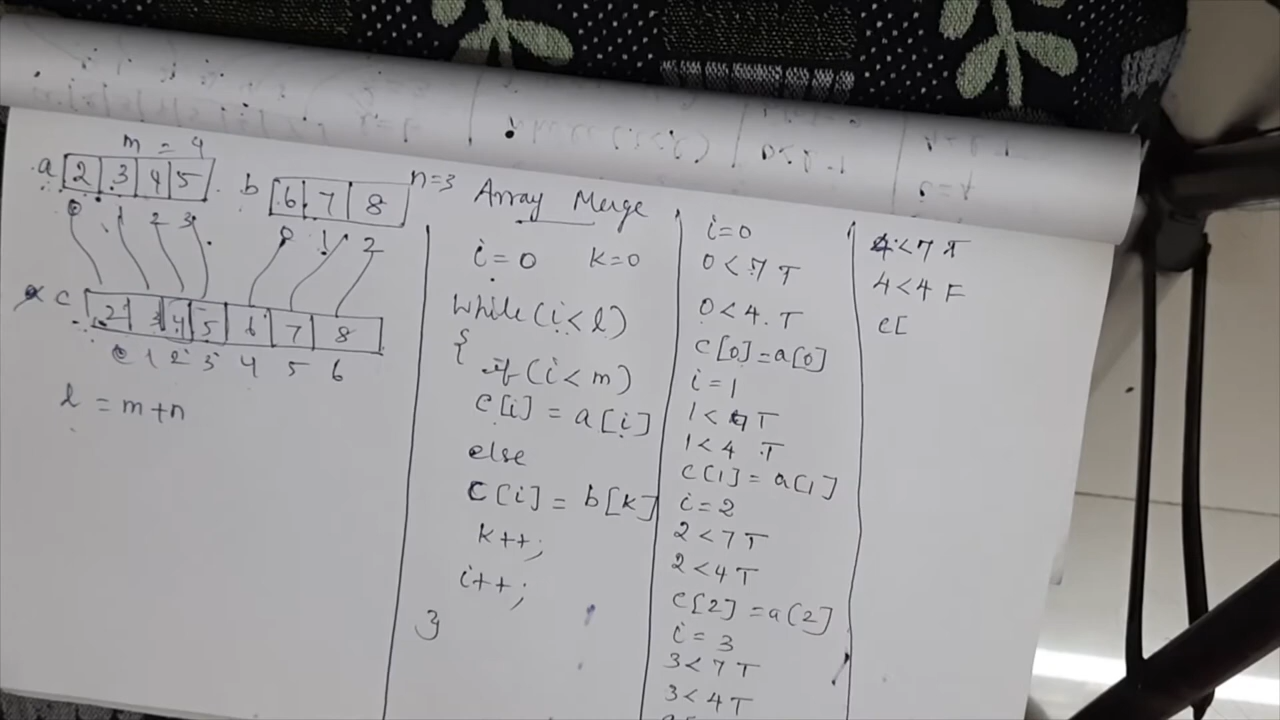 m = 4
a 2 3 4 5
0 1 2 3
b 6 7 8
n=3
0 1 2
c 2 3 4 5 6 7 8
0 1 2 3 4 5 6
l = m+n
Array Merge
i=0 k=0
while(i<l)
{
if(i<m)
c[i] = a[i]
else
c[i] = b[k]
k++;
i++;
}
i=0
0<7 T
0<4 T
c[0]=a[0]
i=1
1< T
1<4 T
c[1]=a[1]
i=2
2<7 T
2<4 T
c[2]=a[2]
i=3
3<7 T
3<4 T
4<7 T
4<4 F
c[